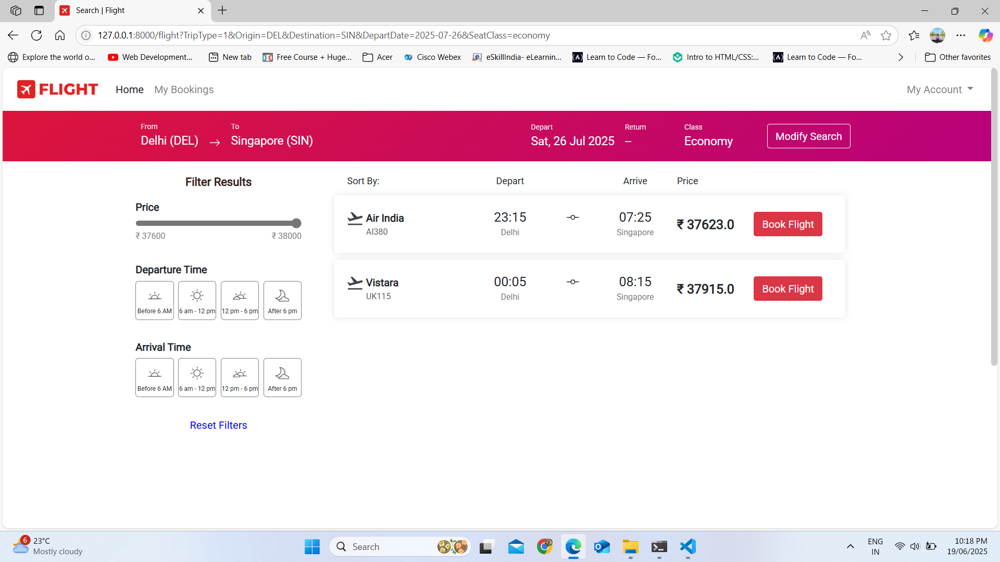 Search | Flight
127.0.0.1:8000/flight?TripType=1&Origin=DEL&Destination=SIN&DepartDate=2025-07-26&SeatClass=economy
Explore the world o... Web Development... New tab Free Course + Huge... Acer Cisco Webex eSkillIndia- eLearnin... Learn to Code — Fo... Intro to HTML/CSS:... Learn to Code — Fo... Other favorites
FLIGHT Home My Bookings My Account
From To Depart Return Class
Delhi (DEL) → Singapore (SIN) Sat, 26 Jul 2025 -- Economy Modify Search
Filter Results
Price
₹ 37600 ₹ 38000
Departure Time
Before 6 AM 6 am - 12 pm 12 pm - 6 pm After 6 pm
Arrival Time
Before 6 AM 6 am - 12 pm 12 pm - 6 pm After 6 pm
Reset Filters
Sort By: Depart Arrive Price
Air India 23:15 07:25 ₹ 37623.0 Book Flight
AI380 Delhi Singapore
Vistara 00:05 08:15 ₹ 37915.0 Book Flight
UK115 Delhi Singapore
6 23°C
Mostly cloudy
Search
ENG
IN
10:18 PM
19/06/2025